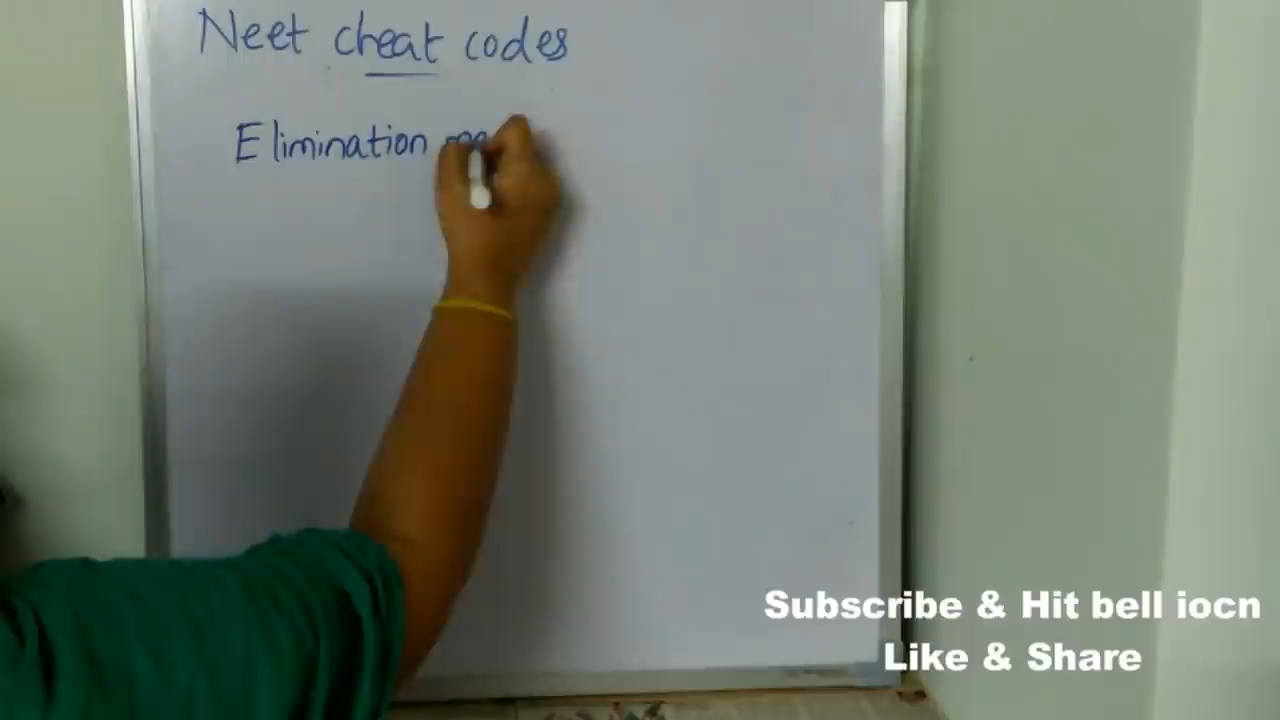 Neet cheat codes
Elimination
Subscribe & Hit bell iocn
Like & Share